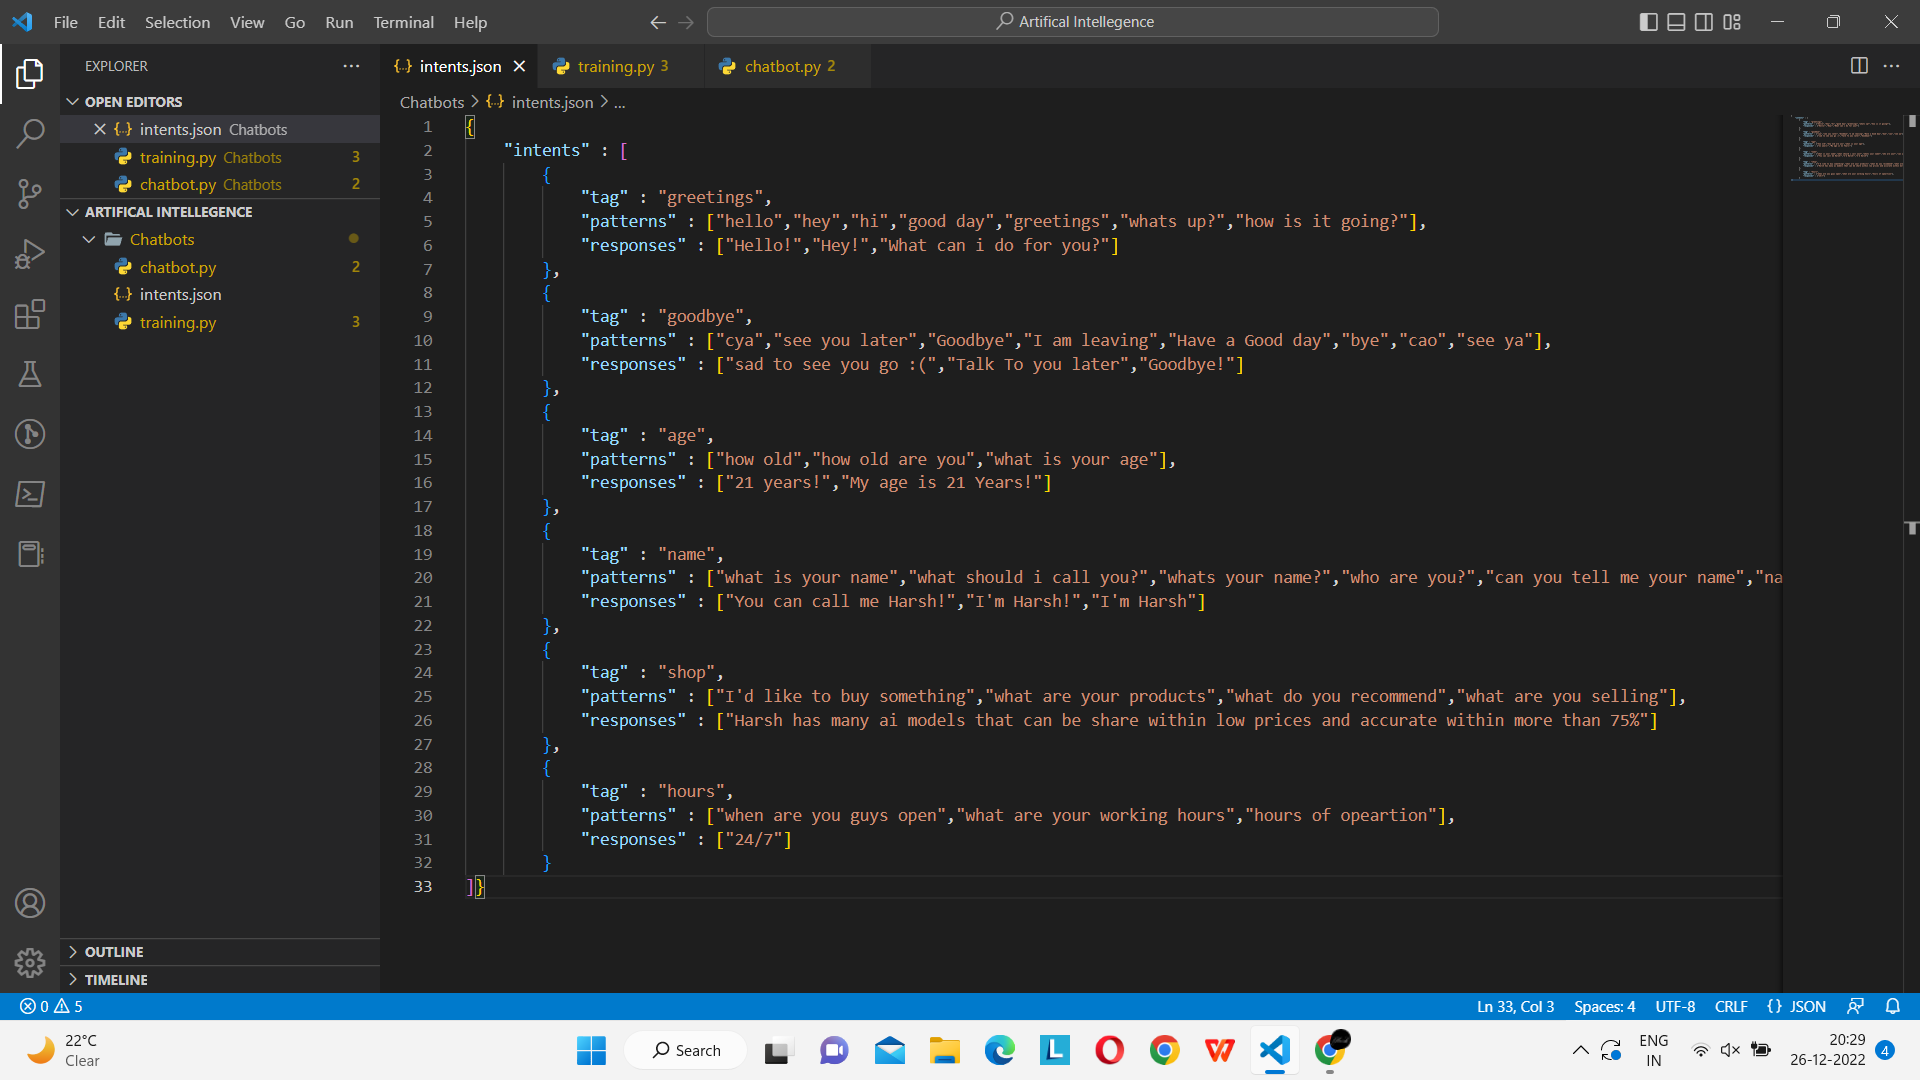 File Edit Selection View Go Run Terminal Help
Artifical Intellegence
EXPLORER
OPEN EDITORS
intents.json Chatbots
training.py Chatbots 3
chatbot.py Chatbots 2
ARTIFICAL INTELLEGENCE
Chatbots
chatbot.py 2
intents.json
training.py 3
OUTLINE
TIMELINE
intents.json training.py 3 chatbot.py 2
Chatbots > intents.json > ...
1 {
2 "intents" : [
3 {
4 "tag" : "greetings",
5 "patterns" : ["hello","hey","hi","good day","greetings","whats up?","how is it going?"],
6 "responses" : ["Hello!","Hey!","What can i do for you?"]
7 },
8 {
9 "tag" : "goodbye",
10 "patterns" : ["cya","see you later","Goodbye","I am leaving","Have a Good day","bye","cao","see ya"],
11 "responses" : ["sad to see you go :(","Talk To you later","Goodbye!"]
12 },
13 {
14 "tag" : "age",
15 "patterns" : ["how old","how old are you","what is your age"],
16 "responses" : ["21 years!","My age is 21 Years!"]
17 },
18 {
19 "tag" : "name",
20 "patterns" : ["what is your name","what should i call you?","whats your name?","who are you?","can you tell me your name","na
21 "responses" : ["You can call me Harsh!","I'm Harsh!","I'm Harsh"]
22 },
23 {
24 "tag" : "shop",
25 "patterns" : ["I'd like to buy something","what are your products","what do you recommend","what are you selling"],
26 "responses" : ["Harsh has many ai models that can be share within low prices and accurate within more than 75%"]
27 },
28 {
29 "tag" : "hours",
30 "patterns" : ["when are you guys open","what are your working hours","hours of opeartion"],
31 "responses" : ["24/7"]
32 }
33 ]}
0 5 Ln 33, Col 3 Spaces: 4 UTF-8 CRLF {} JSON
22°C
Clear
Search
ENG
IN
20:29
26-12-2022
4